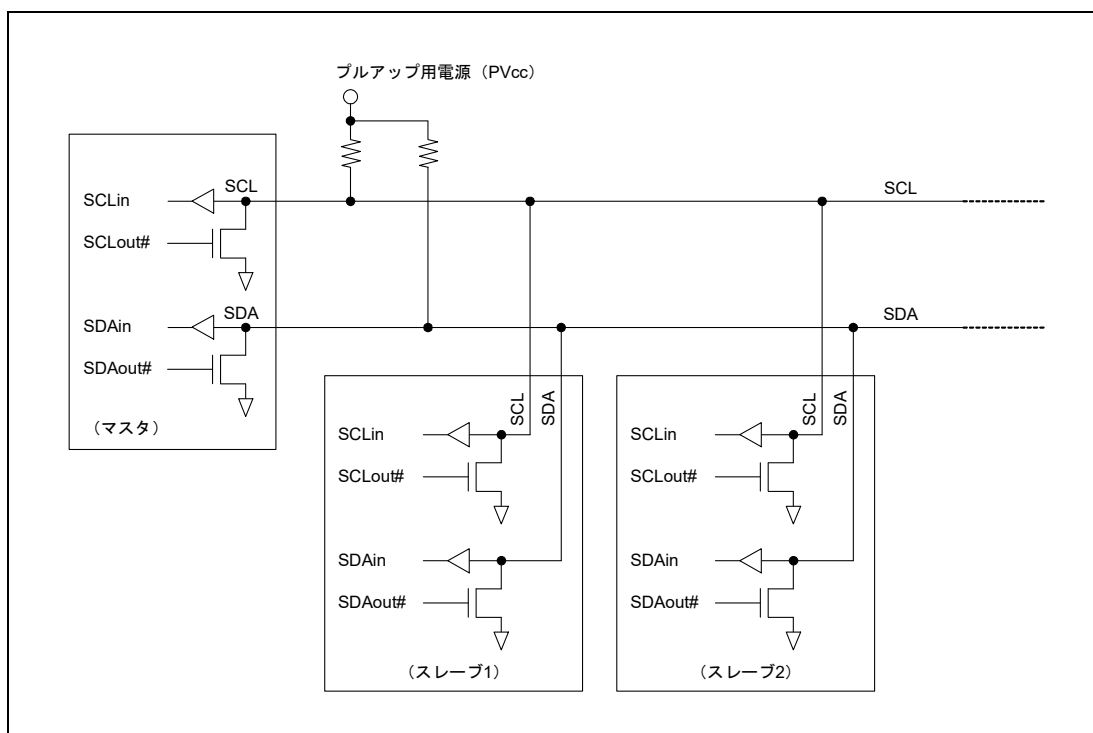 プルアップ用電源（PVcc）
SCLin
SCL
SCL
SCLout#
SDAin
SDA
SDA
SDAout#
（マスタ）
SCL
SDA
SCLin
SCLout#
SDAin
SDAout#
（スレーブ1）
SCL
SDA
SCLin
SCLout#
SDAin
SDAout#
（スレーブ2）